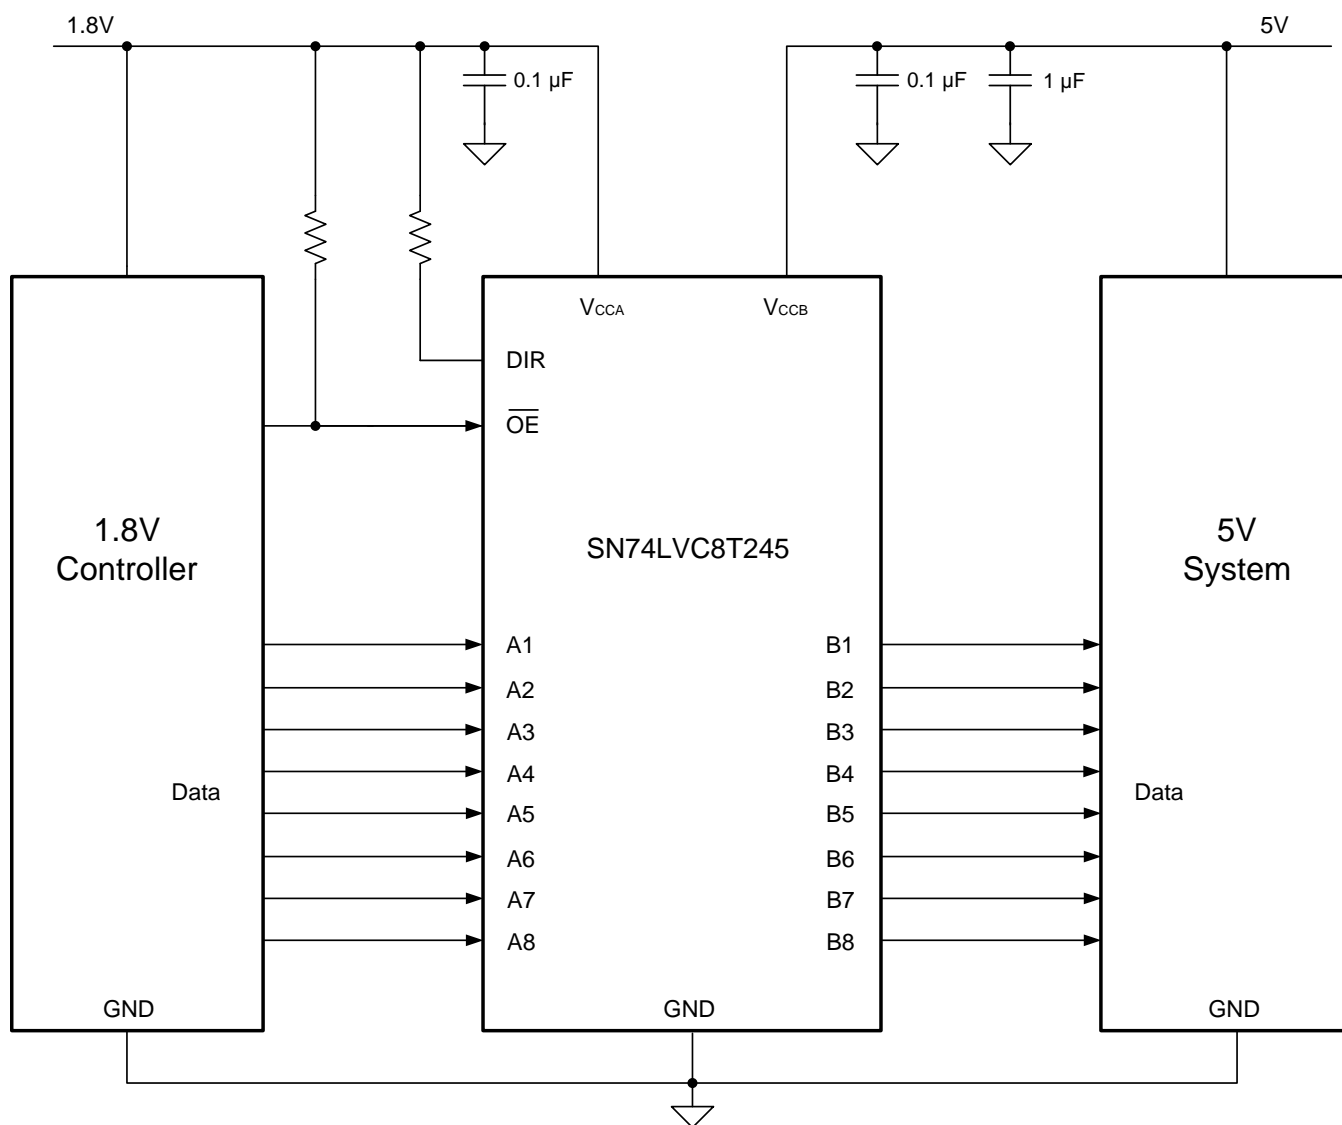 1.8V
5V
0.1 µF
0.1 µF
1 µF
VCCA
VCCB
DIR
OE
1.8V
Controller
SN74LVC8T245
5V
System
A1
B1
A2
B2
A3
B3
A4
B4
Data
Data
A5
B5
A6
B6
A7
B7
A8
B8
GND
GND
GND